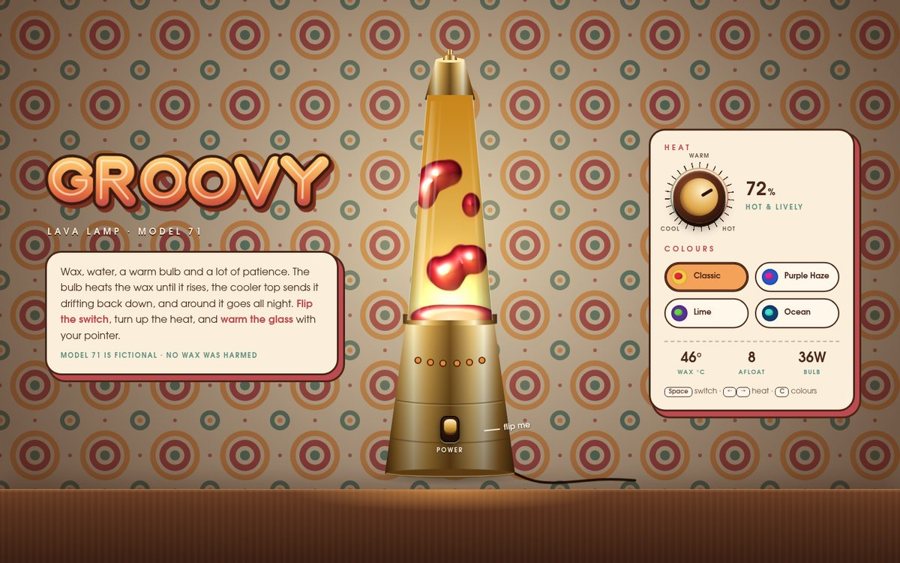 GROOVY
LAVA LAMP · MODEL 71
Wax, water, a warm bulb and a lot of patience. The
bulb heats the wax until it rises, the cooler top sends it
drifting back down, and around it goes all night. Flip
the switch, turn up the heat, and warm the glass with
your pointer.
MODEL 71 IS FICTIONAL · NO WAX WAS HARMED
flip me
POWER
HEAT
WARM
COOL
HOT
72%
HOT & LIVELY
COLOURS
Classic
Purple Haze
Lime
Ocean
46° 8 36W
WAX °C AFLOAT BULB
Space switch · ← → heat · C colours